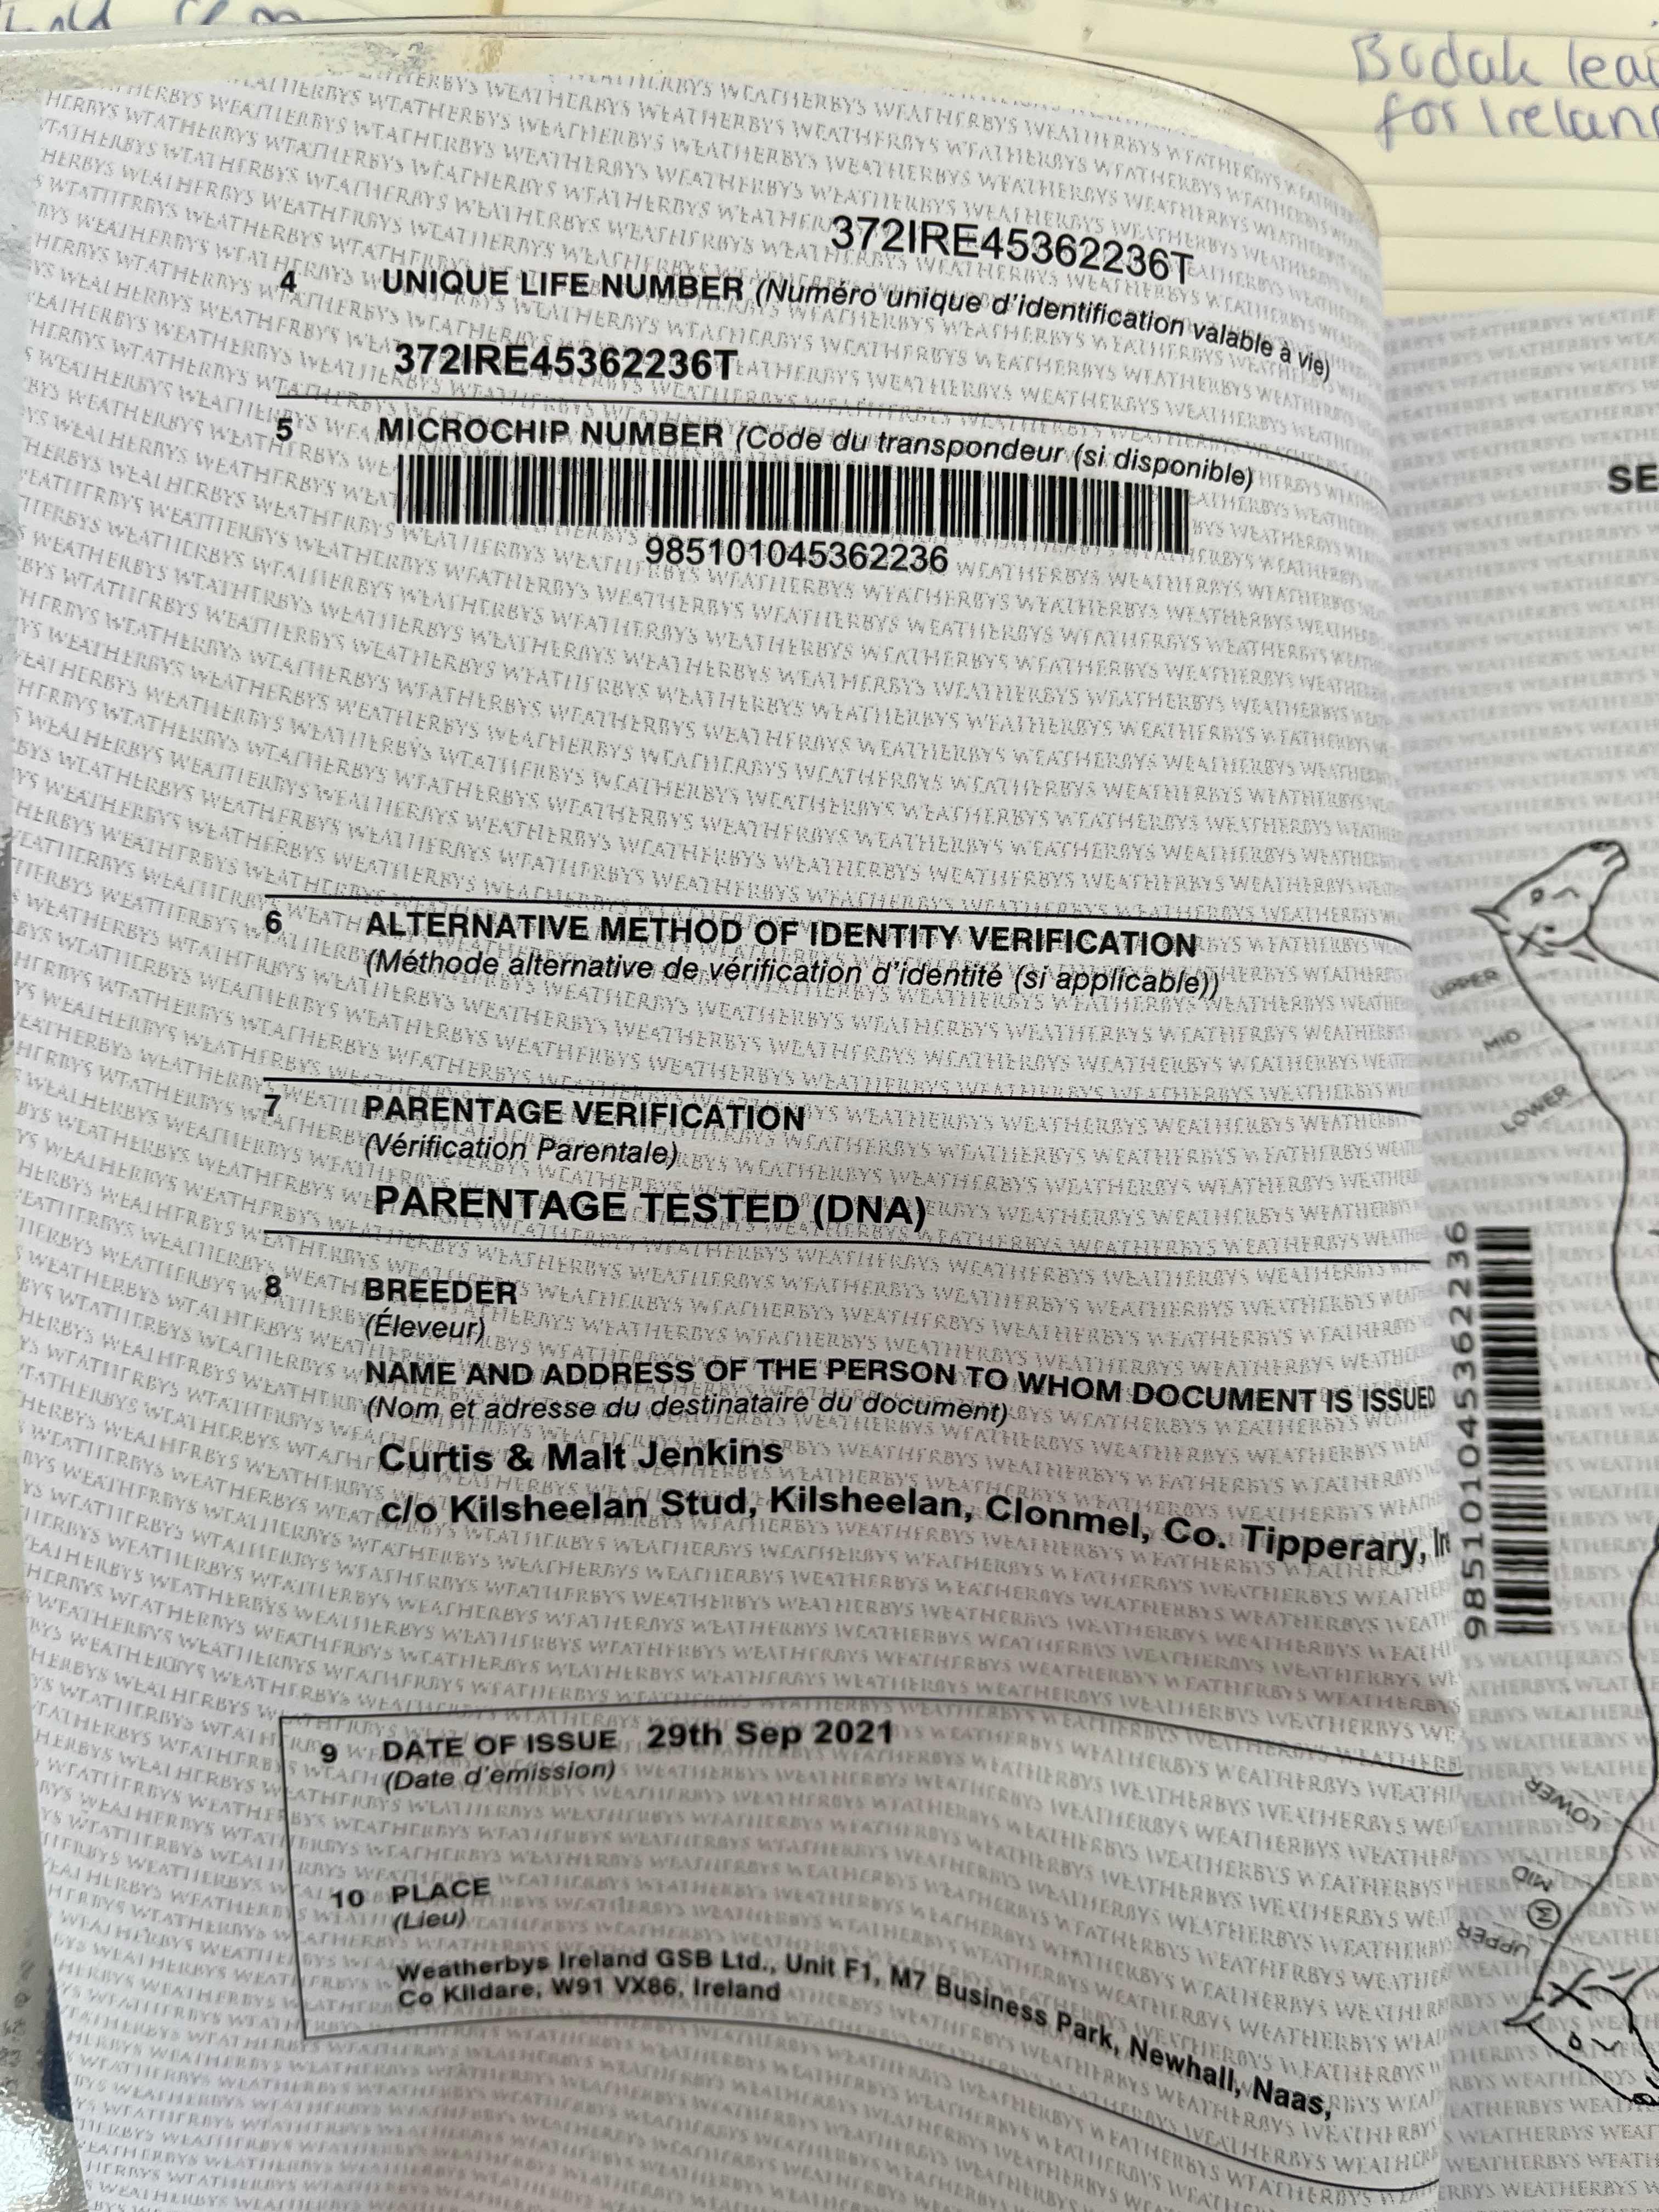 Bodak
for
372IRE45362236T
4 UNIQUE LIFE NUMBER (Numéro unique d'identification valable à vie)
372IRE45362236T
5 MICROCHIP NUMBER (Code du transpondeur (si disponible)
985101045362236
6 ALTERNATIVE METHOD OF IDENTITY VERIFICATION
(Méthode alternative de vérification d'identité (si applicable))
7 PARENTAGE VERIFICATION
(Vérification Parentale)
PARENTAGE TESTED (DNA)
8 BREEDER
(Éleveur)
NAME AND ADDRESS OF THE PERSON TO WHOM DOCUMENT IS ISSUED
(Nom et adresse du destinataire du document)
Curtis & Malt Jenkins
c/o Kilsheelan Stud, Kilsheelan, Clonmel, Co. Tipperary,
9 DATE OF ISSUE 29th Sep 2021
(Date d'emission)
10 PLACE
(Lieu)
Weatherbys Ireland GSB Ltd., Unit F1, M7 Business Park, Newhall, Naas,
Co Kildare, W91 VX86, Ireland
SE
UPPER
MID
LOWER
985101045362236
LOWER
MID
UPPER